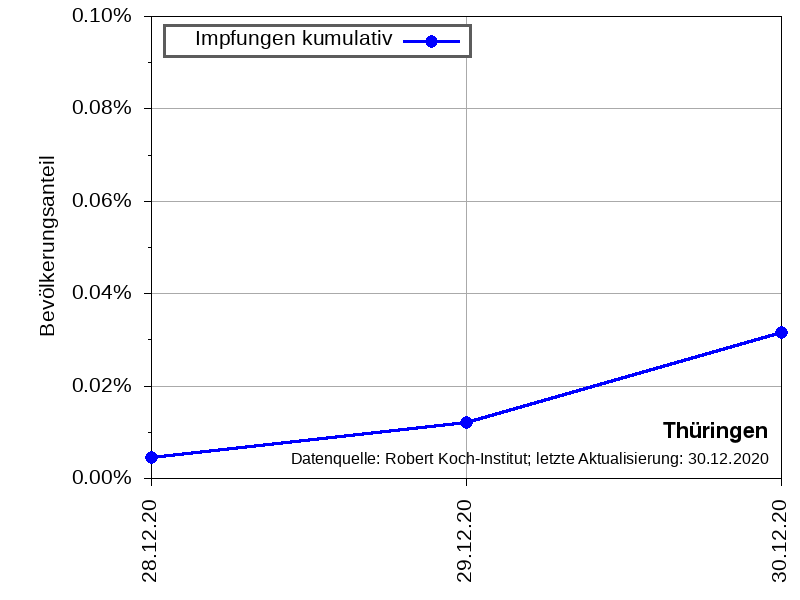 0.10%
Impfungen kumulativ
0.08%
0.06%
0.04%
0.02%
0.00%
Bevölkerungsanteil
Thüringen
Datenquelle: Robert Koch-Institut; letzte Aktualisierung: 30.12.2020
28.12.20
29.12.20
30.12.20